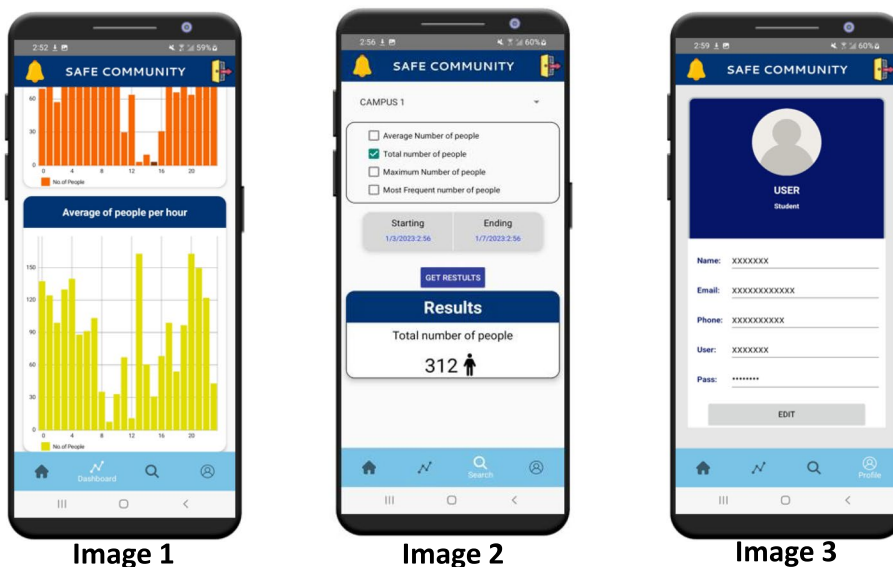 2:52 59%
SAFE COMMUNITY
60
30
0
0 4 8 12 16 20
No.of People
Average of people per hour
150
120
90
60
30
0
0 4 8 12 16 20
No.of People
Dashboard
Image 1
2:56 60%
SAFE COMMUNITY
CAMPUS 1
Average Number of people
Total number of people
Maximum Number of people
Most Frequent number of people
Starting Ending
1/3/2023 2:56 1/7/2023 2:56
GET RESTULTS
Results
Total number of people
312
Search
Image 2
2:59 60%
SAFE COMMUNITY
USER
Student
Name: XXXXXXX
Email: XXXXXXXXXXXX
Phone: XXXXXXXXXX
User: XXXXXXX
Pass: ········
EDIT
Profile
Image 3